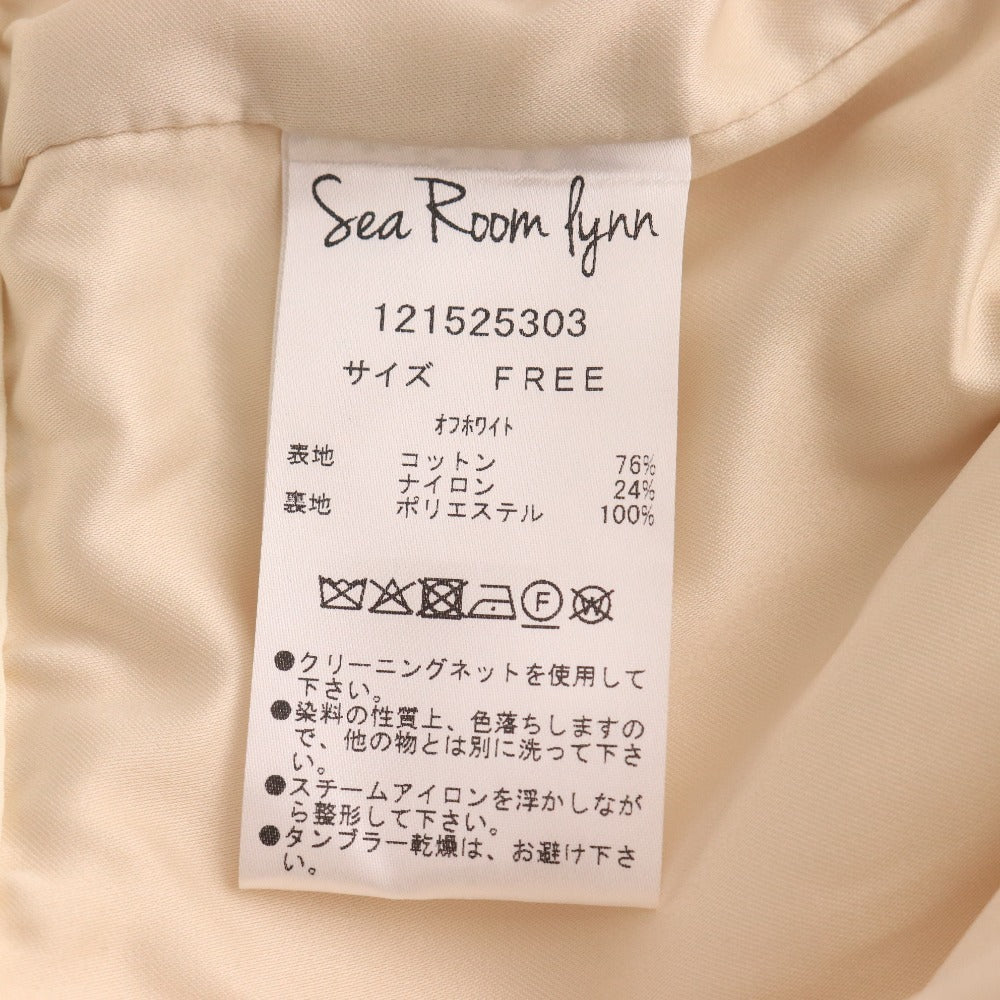 Sea Room lynn
121525303
サイズ FREE
オフホワイト
表地 コットン 76%
ナイロン 24%
裏地 ポリエステル 100%
F W
●クリーニングネットを使用して
下さい。
●染料の性質上、色落ちしますの
で、他の物とは別に洗って下さ
い。
●スチームアイロンを浮かしなが
ら整形して下さい。
●タンブラー乾燥は、お避け下さ
い。